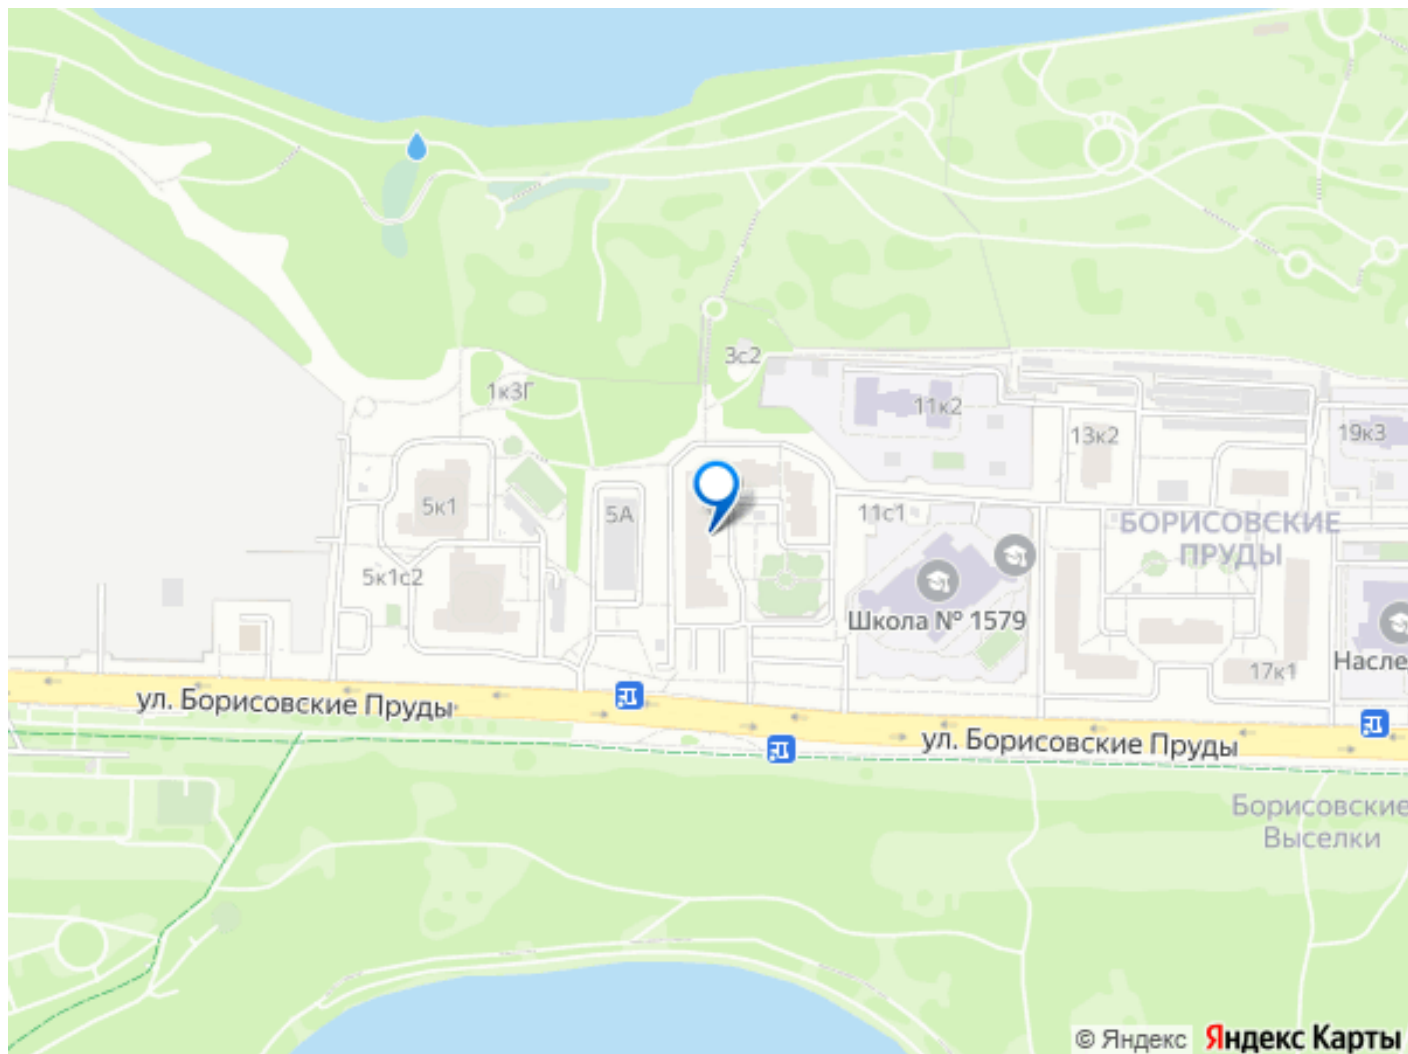 3с2
1к3Г
11к2
13к2
19к3
5к1
5А
11с1
БОРИСОВСКИЕ
ПРУДЫ
5к1с2
Школа № 1579
17к1
Насле
ул. Борисовские Пруды
ул. Борисовские Пруды
Борисовские
Выселки
© Яндекс Яндекс Карты